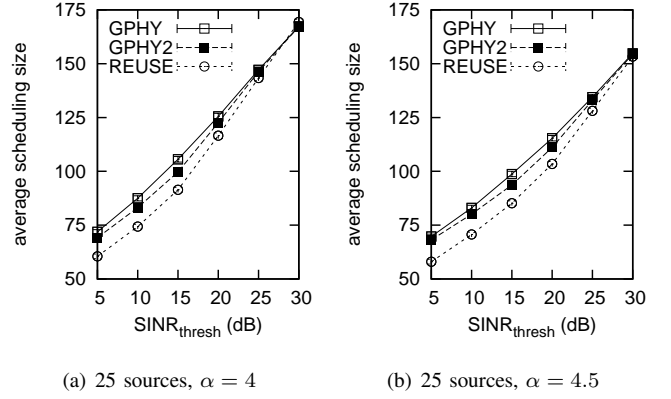 GPHY
GPHY2
REUSE
average scheduling size
175
150
125
100
75
50
5 10 15 20 25 30
SINRthresh (dB)
(a) 25 sources, α = 4
GPHY
GPHY2
REUSE
average scheduling size
175
150
125
100
75
50
5 10 15 20 25 30
SINRthresh (dB)
(b) 25 sources, α = 4.5